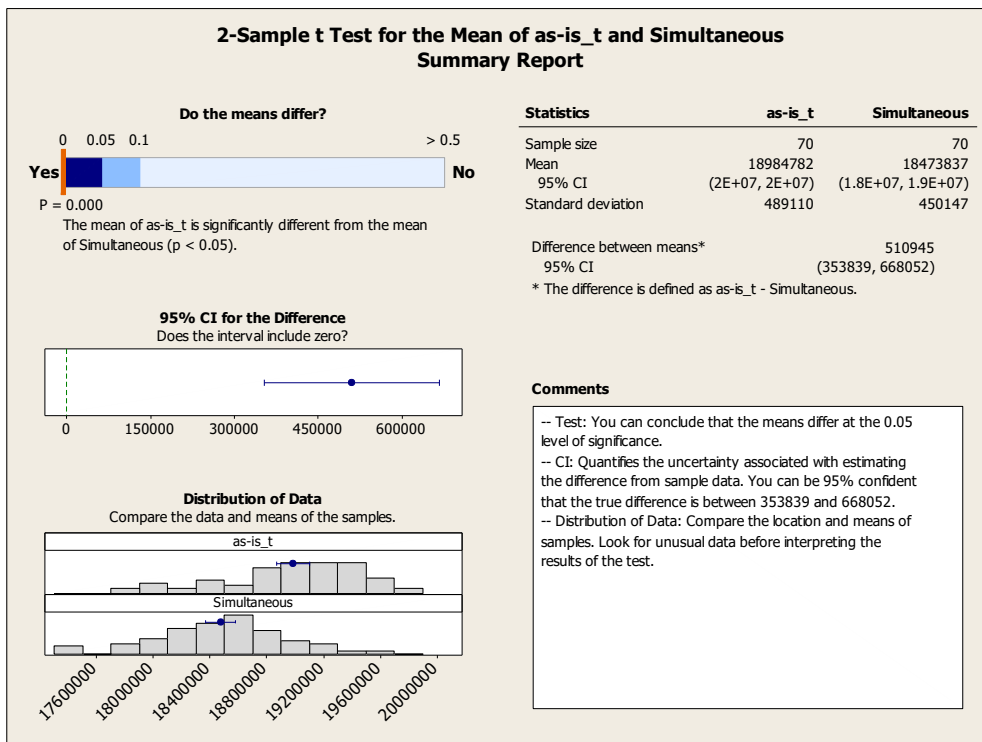 2-Sample t Test for the Mean of as-is_t and Simultaneous
Summary Report
Do the means differ?
0 0.05 0.1 > 0.5
Yes No
P = 0.000
The mean of as-is_t is significantly different from the mean
of Simultaneous (p < 0.05).
Statistics as-is_t Simultaneous
Sample size 70 70
Mean 18984782 18473837
95% CI (2E+07, 2E+07) (1.8E+07, 1.9E+07)
Standard deviation 489110 450147
Difference between means* 510945
95% CI (353839, 668052)
* The difference is defined as as-is_t - Simultaneous.
95% CI for the Difference
Does the interval include zero?
0 150000 300000 450000 600000
Distribution of Data
Compare the data and means of the samples.
as-is_t
Simultaneous
17600000 18000000 18400000 18800000 19200000 19600000 20000000
Comments
-- Test: You can conclude that the means differ at the 0.05
level of significance.
-- CI: Quantifies the uncertainty associated with estimating
the difference from sample data. You can be 95% confident
that the true difference is between 353839 and 668052.
-- Distribution of Data: Compare the location and means of
samples. Look for unusual data before interpreting the
results of the test.